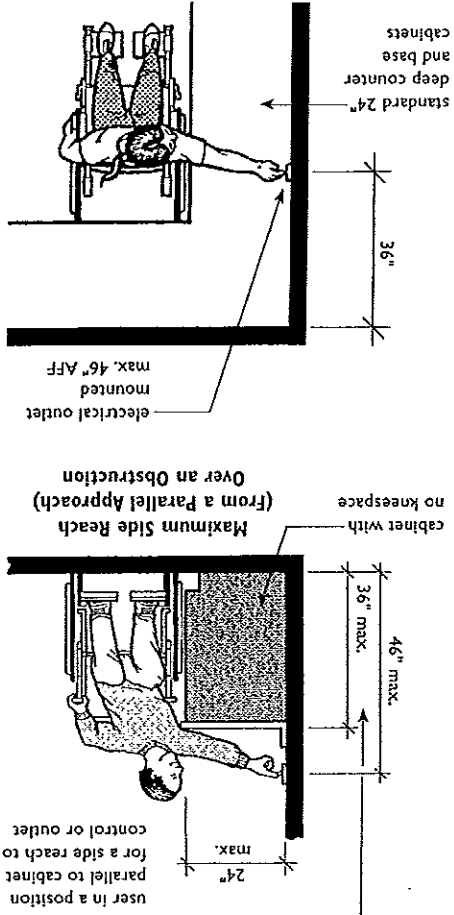 user in a position
parallel to cabinet
for a side reach to
control or outlet
24"
max.
46" max.
36" max.
cabinet with
no kneespace
Maximum Side Reach
(From a Parallel Approach)
Over an Obstruction
electrical outlet
mounted
max. 46" AFF
36"
standard 24"
deep counter
and base
cabinets